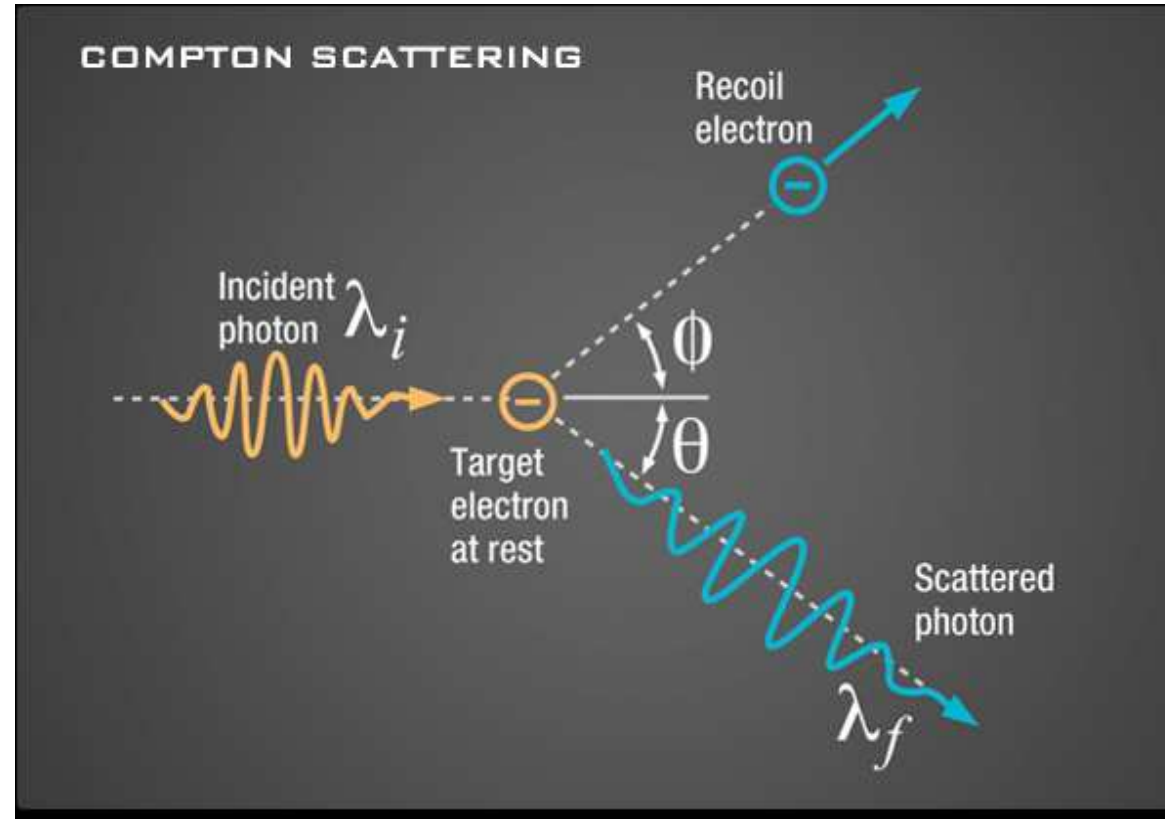 COMPTON SCATTERING
Recoil
electron
Incident
photon λi
ϕ
θ
Target
electron
at rest
Scattered
photon
λf